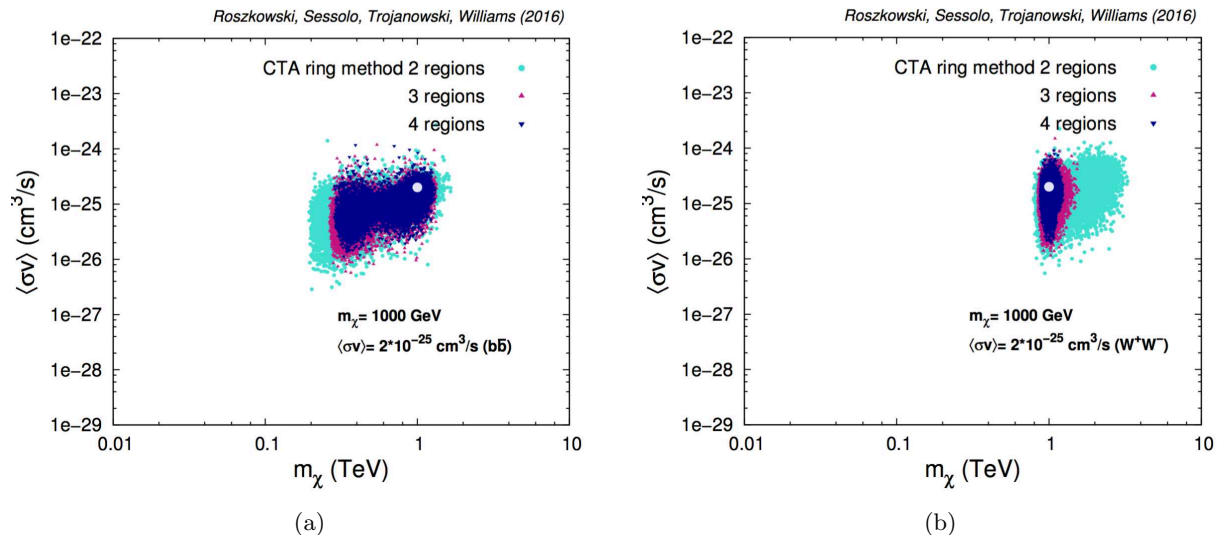 Roszkowski, Sessolo, Trojanowski, Williams (2016)
1e−22
1e−23
1e−24
1e−25
1e−26
1e−27
1e−28
1e−29
⟨σv⟩ (cm³/s)
CTA ring method 2 regions
3 regions
4 regions
mχ= 1000 GeV
⟨σv⟩= 2*10⁻²⁵ cm³/s (bb̅)
0.01
0.1
1
10
mχ (TeV)
(a)
Roszkowski, Sessolo, Trojanowski, Williams (2016)
1e−22
1e−23
1e−24
1e−25
1e−26
1e−27
1e−28
1e−29
⟨σv⟩ (cm³/s)
CTA ring method 2 regions
3 regions
4 regions
mχ= 1000 GeV
⟨σv⟩= 2*10⁻²⁵ cm³/s (W⁺W⁻)
0.01
0.1
1
10
mχ (TeV)
(b)